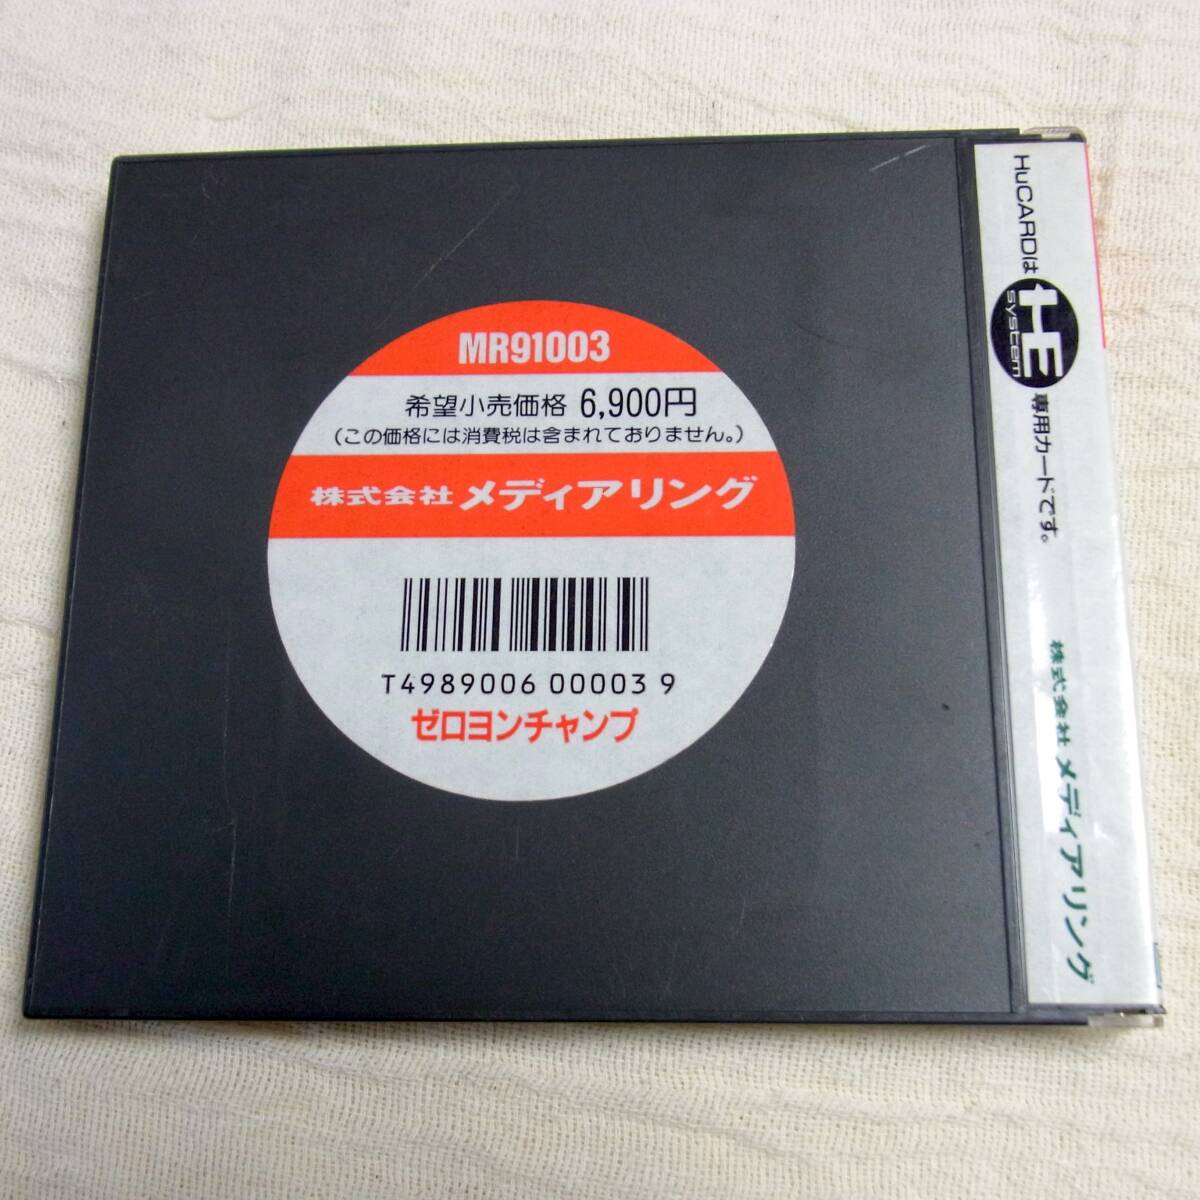 MR91003
希望小売価格 6,900円
(この価格には消費税は含まれておりません。)
株式会社 メディアリング
T4989006 00003 9
ゼロヨンチャンプ
HuCARDは HE system 専用カードです。
株式会社 メディアリング